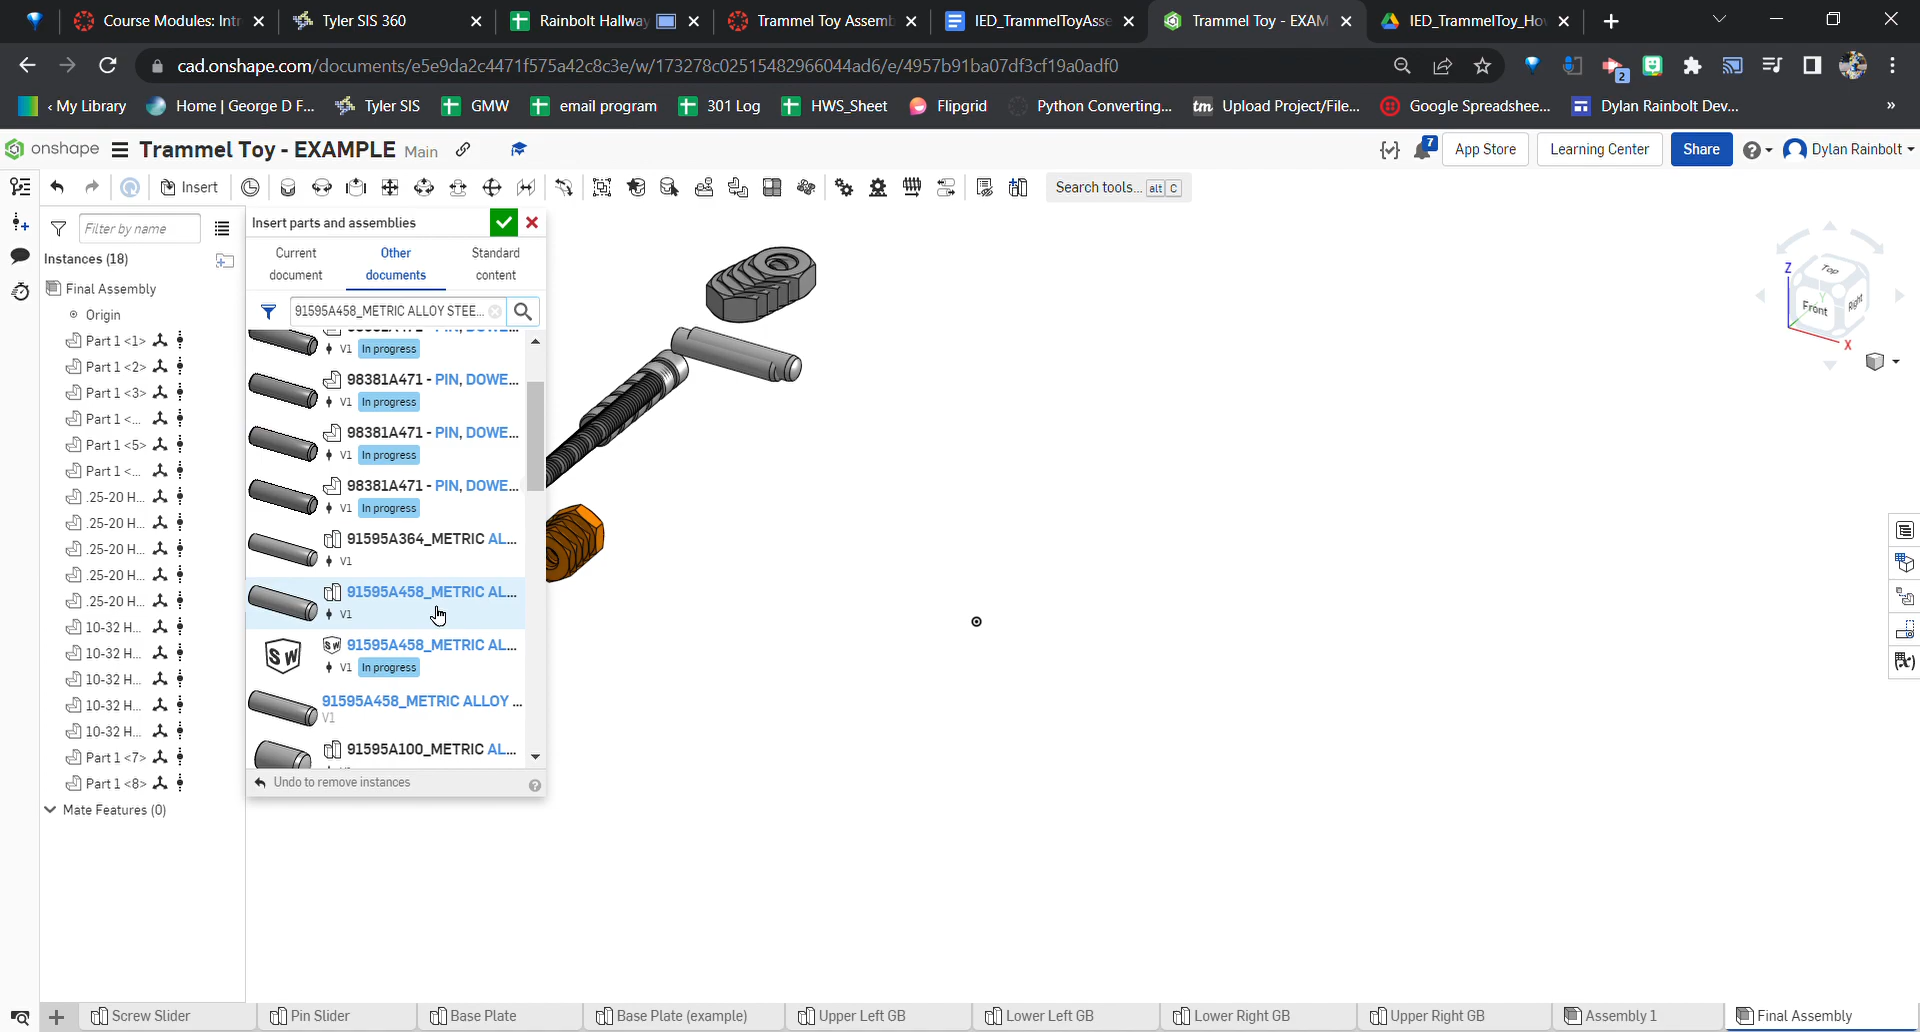 Course Modules: Int
Tyler SIS 360
Rainbolt Hallway
Trammel Toy Assemb
IED_TrammelToyAsse
Trammel Toy - EXAM
IED_TrammelToy_Ho
cad.onshape.com/documents/e5e9da2c4471f575a42c8c3e/w/173278c02515482966044ad6/e/4957b91ba07df3cf19a0adf0
2
‹ My Library
Home | George D F...
Tyler SIS
GMW
email program
301 Log
HWS_Sheet
Flipgrid
Python Converting...
tm Upload Project/File...
Google Spreadshee...
Dylan Rainbolt Dev...
»
onshape
Trammel Toy - EXAMPLE Main
7
App Store
Learning Center
Share
Dylan Rainbolt
Insert
Search tools... alt C
Filter by name
Instances (18)
Final Assembly
Origin
Part 1 <1>
Part 1 <2>
Part 1 <3>
Part 1 <...
Part 1 <5>
Part 1 <...
.25-20 H...
.25-20 H...
.25-20 H...
.25-20 H...
.25-20 H...
10-32 H...
10-32 H...
10-32 H...
10-32 H...
10-32 H...
Part 1 <7>
Part 1 <8>
Mate Features (0)
Insert parts and assemblies
Current document
Other documents
Standard content
91595A458_METRIC ALLOY STEE...
V1 In progress
98381A471 - PIN, DOWE...
V1 In progress
98381A471 - PIN, DOWE...
V1 In progress
98381A471 - PIN, DOWE...
V1 In progress
91595A364_METRIC AL...
V1
91595A458_METRIC AL...
V1
SW
SW 91595A458_METRIC AL...
V1 In progress
91595A458_METRIC ALLOY ...
V1
91595A100_METRIC AL...
Undo to remove instances
Z
Top
Front
Right
Y
X
Screw Slider
Pin Slider
Base Plate
Base Plate (example)
Upper Left GB
Lower Left GB
Lower Right GB
Upper Right GB
Assembly 1
Final Assembly